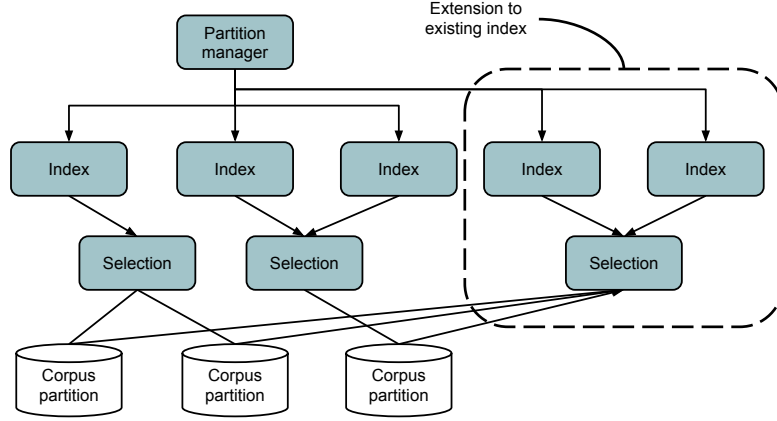 Extension to
existing index
Partition
manager
Index
Index
Index
Index
Index
Selection
Selection
Selection
Corpus
partition
Corpus
partition
Corpus
partition